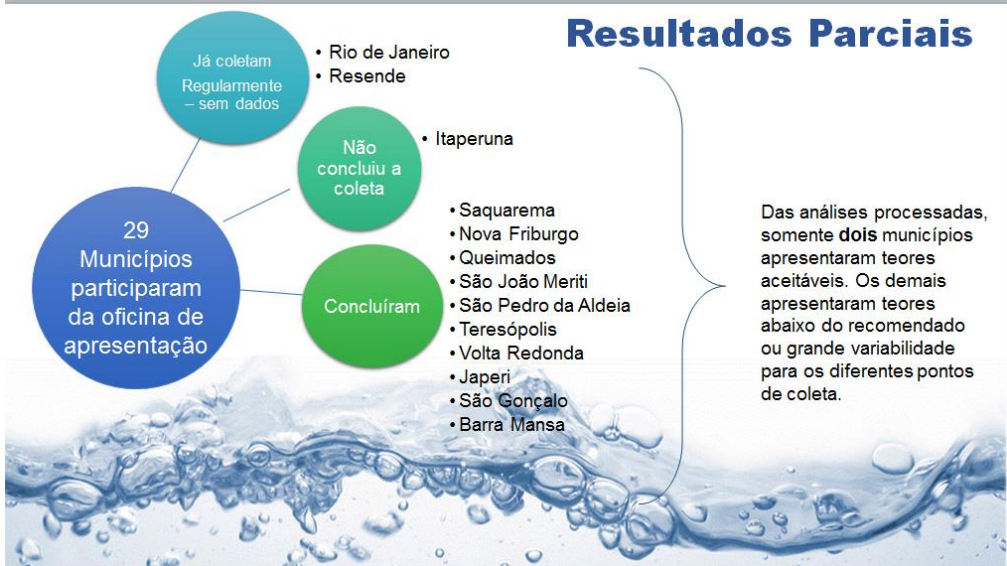 Resultados Parciais
Já coletam
Regularmente
– sem dados
• Rio de Janeiro
• Resende
Não
concluiu a
coleta
• Itaperuna
29
Municípios
participaram
da oficina de
apresentação
Concluíram
• Saquarema
• Nova Friburgo
• Queimados
• São João Meriti
• São Pedro da Aldeia
• Teresópolis
• Volta Redonda
• Japeri
• São Gonçalo
• Barra Mansa
Das análises processadas,
somente dois municípios
apresentaram teores
aceitáveis. Os demais
apresentaram teores
abaixo do recomendado
ou grande variabilidade
para os diferentes pontos
de coleta.